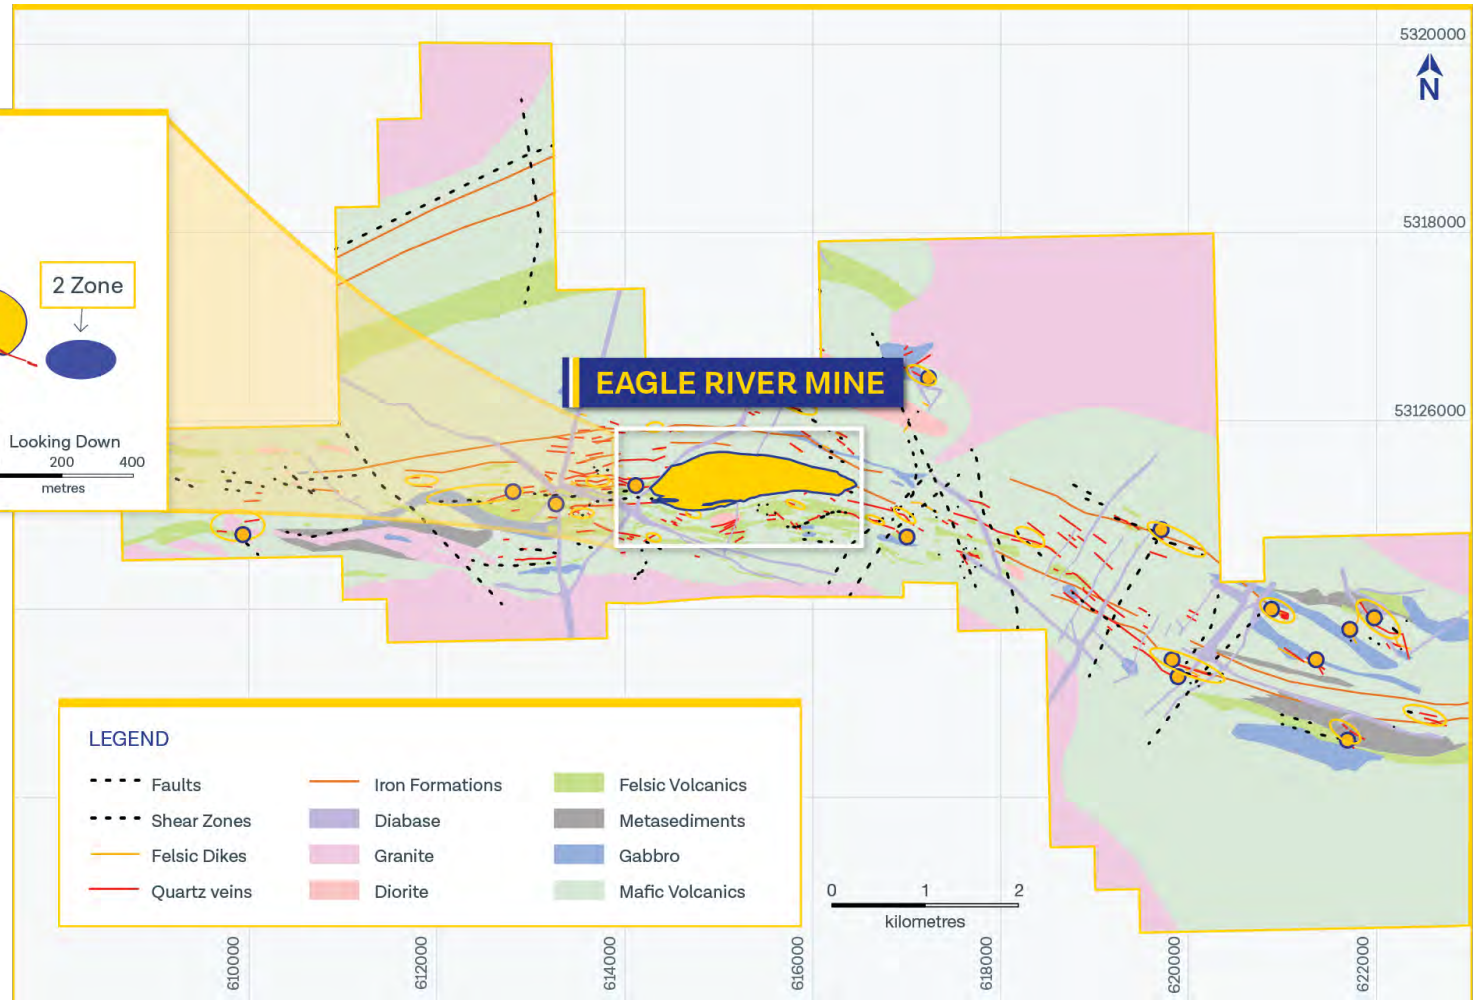 5320000
N
5318000
2 Zone
EAGLE RIVER MINE
53126000
Looking Down
200 400
metres
LEGEND
Faults
Shear Zones
Felsic Dikes
Quartz veins
Iron Formations
Diabase
Granite
Diorite
Felsic Volcanics
Metasediments
Gabbro
Mafic Volcanics
0 1 2
kilometres
610000
612000
614000
616000
618000
620000
622000